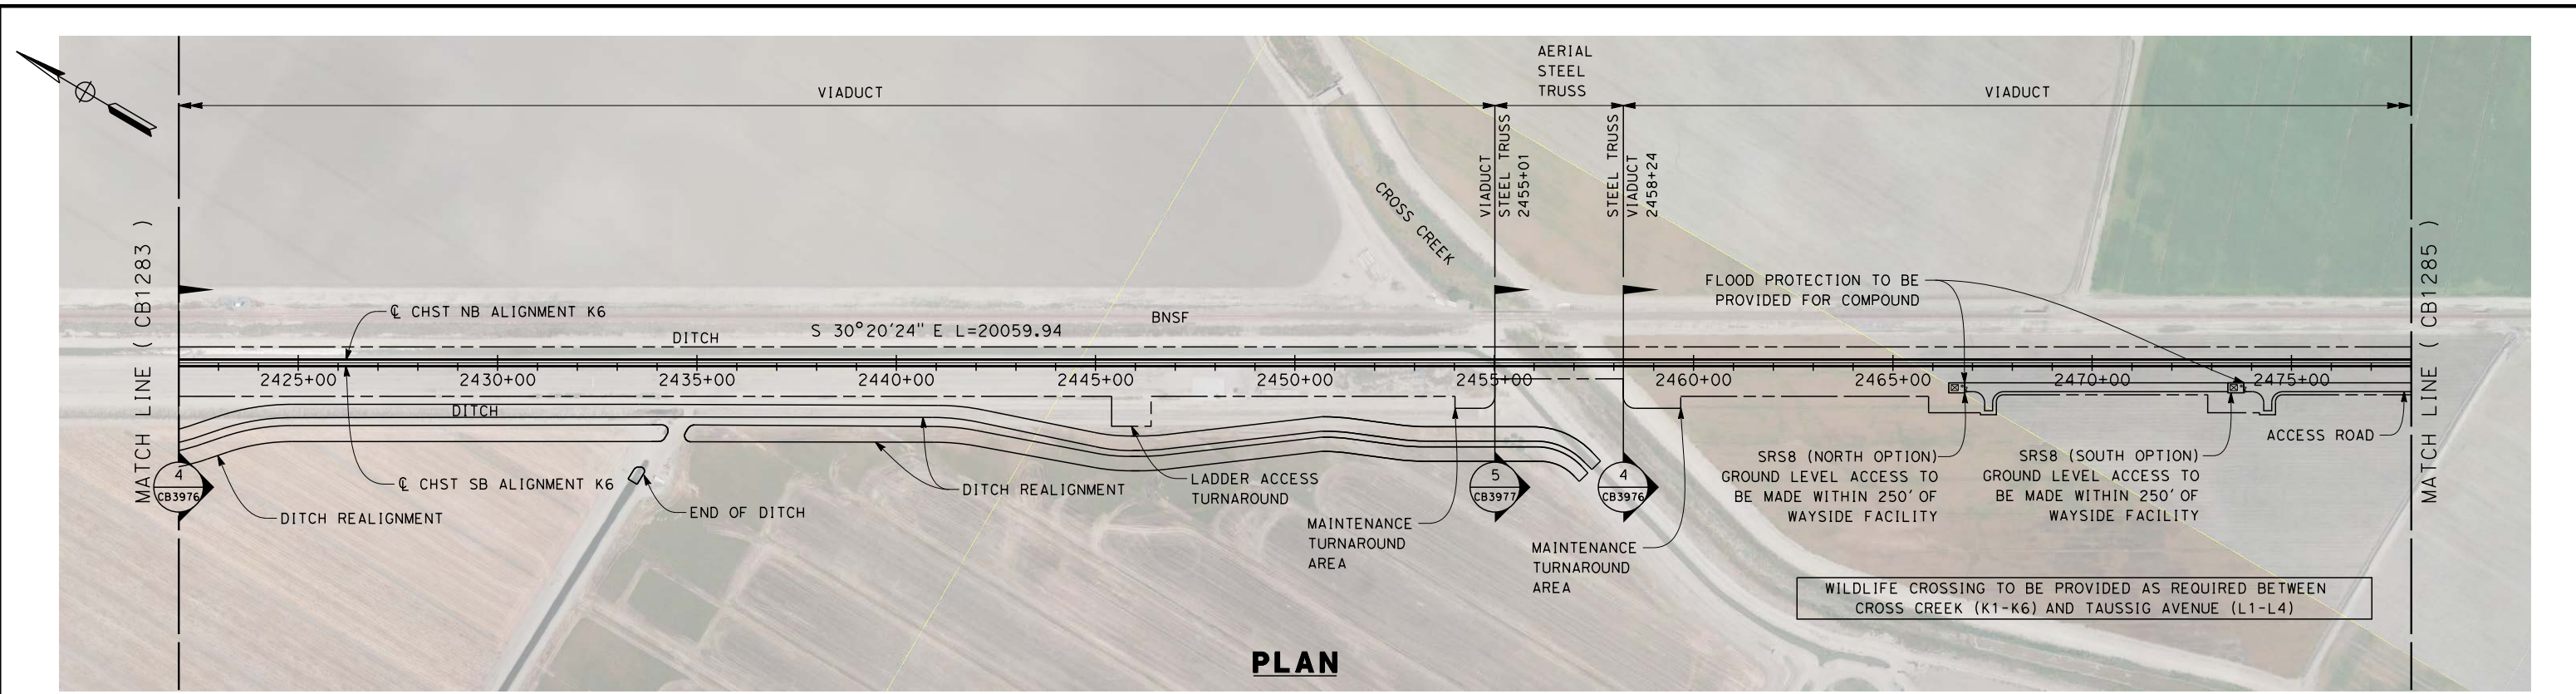 AERIAL
STEEL
TRUSS
VIADUCT
VIADUCT
VIADUCT
STEEL TRUSS
2455+01
STEEL TRUSS
VIADUCT
2458+24
CROSS CREEK
MATCH LINE ( CB1283 )
MATCH LINE ( CB1285 )
FLOOD PROTECTION TO BE
PROVIDED FOR COMPOUND
℄ CHST NB ALIGNMENT K6
BNSF
DITCH
S 30°20'24" E L=20059.94
2425+00
2430+00
2435+00
2440+00
2445+00
2450+00
2455+00
2460+00
2465+00
2470+00
2475+00
DITCH
ACCESS ROAD
4
CB3976
℄ CHST SB ALIGNMENT K6
DITCH REALIGNMENT
END OF DITCH
DITCH REALIGNMENT
LADDER ACCESS
TURNAROUND
5
CB3977
4
CB3976
MAINTENANCE
TURNAROUND
AREA
MAINTENANCE
TURNAROUND
AREA
SRS8 (NORTH OPTION)
GROUND LEVEL ACCESS TO
BE MADE WITHIN 250' OF
WAYSIDE FACILITY
SRS8 (SOUTH OPTION)
GROUND LEVEL ACCESS TO
BE MADE WITHIN 250' OF
WAYSIDE FACILITY
WILDLIFE CROSSING TO BE PROVIDED AS REQUIRED BETWEEN
CROSS CREEK (K1-K6) AND TAUSSIG AVENUE (L1-L4)
PLAN